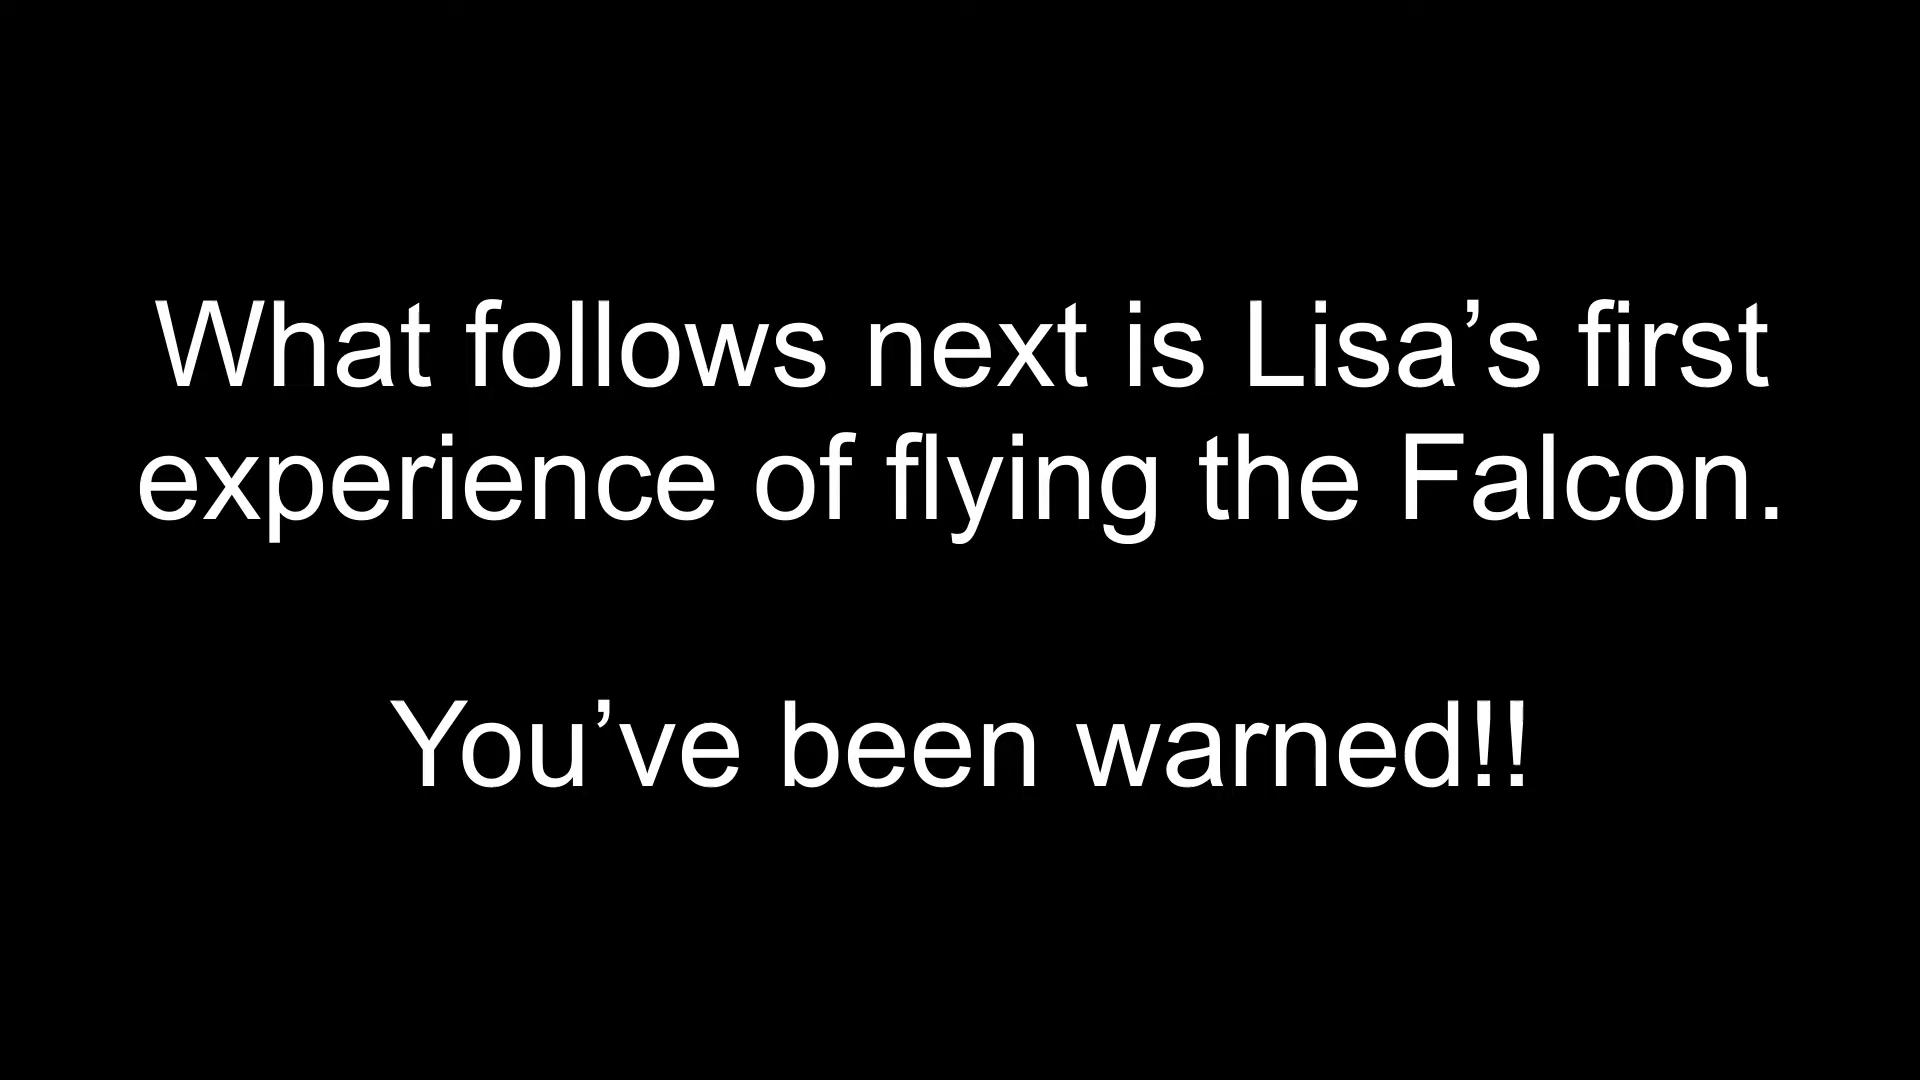 What follows next is Lisa’s first
experience of flying the Falcon.
You’ve been warned!!